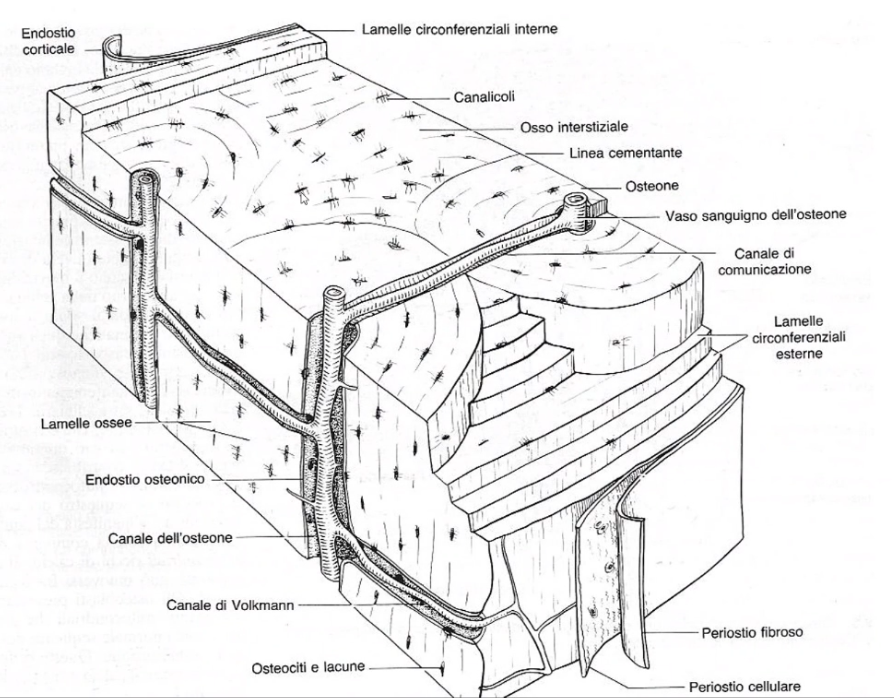 Endostio
corticale
Lamelle circonferenziali interne
Canalicoli
Osso interstiziale
Linea cementante
Osteone
Vaso sanguigno dell'osteone
Canale di
comunicazione
Lamelle
circonferenziali
esterne
Lamelle ossee
Endostio osteonico
Canale dell'osteone
Canale di Volkmann
Osteociti e lacune
Periostio fibroso
Periostio cellulare